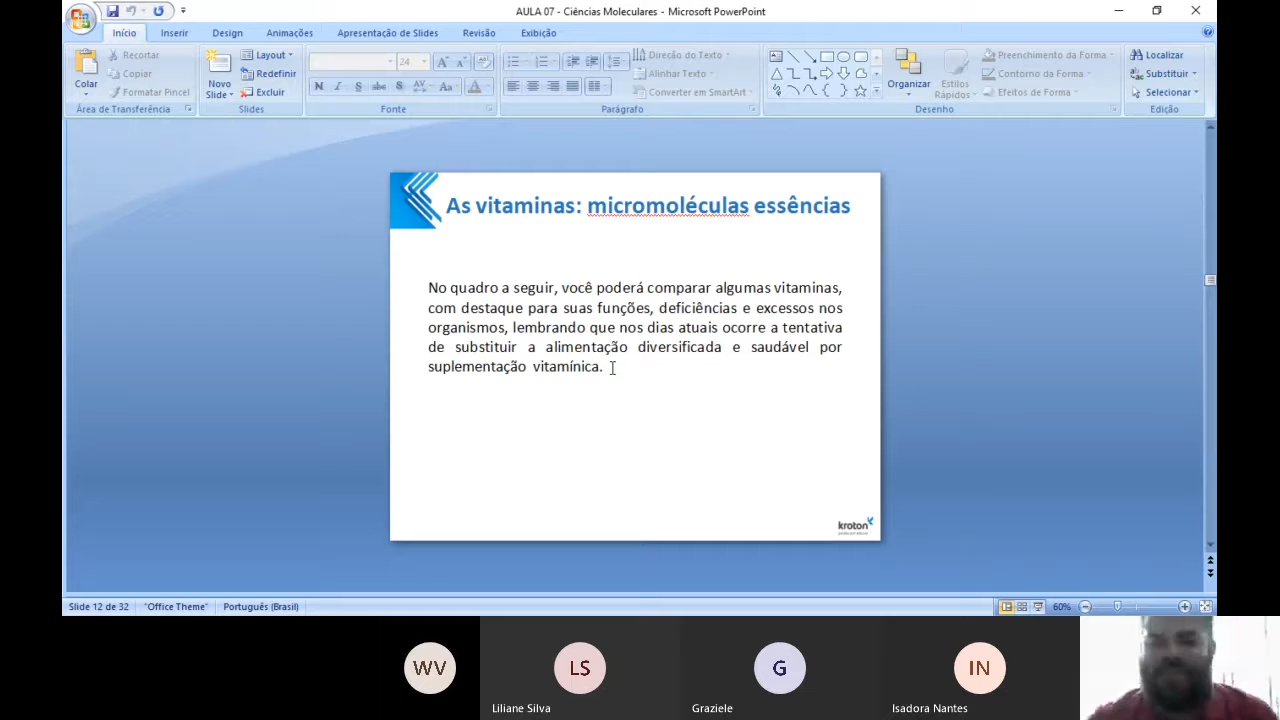 AULA 07 - Ciências Moleculares - Microsoft PowerPoint
Início Inserir Design Animações Apresentação de Slides Revisão Exibição
Colar
Recortar
Copiar
Formatar Pincel
Área de Transferência
Novo
Slide
Layout
Redefinir
Excluir
Slides
24
N I S abc S AV Aa A
Fonte
Direção do Texto
Alinhar Texto
Converter em SmartArt
Parágrafo
Organizar
Estilos
Rápidos
Preenchimento da Forma
Contorno da Forma
Efeitos de Forma
Desenho
Localizar
Substituir
Selecionar
Edição
As vitaminas: micromoléculas essências
No quadro a seguir, você poderá comparar algumas vitaminas,
com destaque para suas funções, deficiências e excessos nos
organismos, lembrando que nos dias atuais ocorre a tentativa
de substituir a alimentação diversificada e saudável por
suplementação vitamínica.
kroton
Slide 12 de 32 "Office Theme" Português (Brasil) 60%
WV LS G IN
Liliane Silva Graziele Isadora Nantes